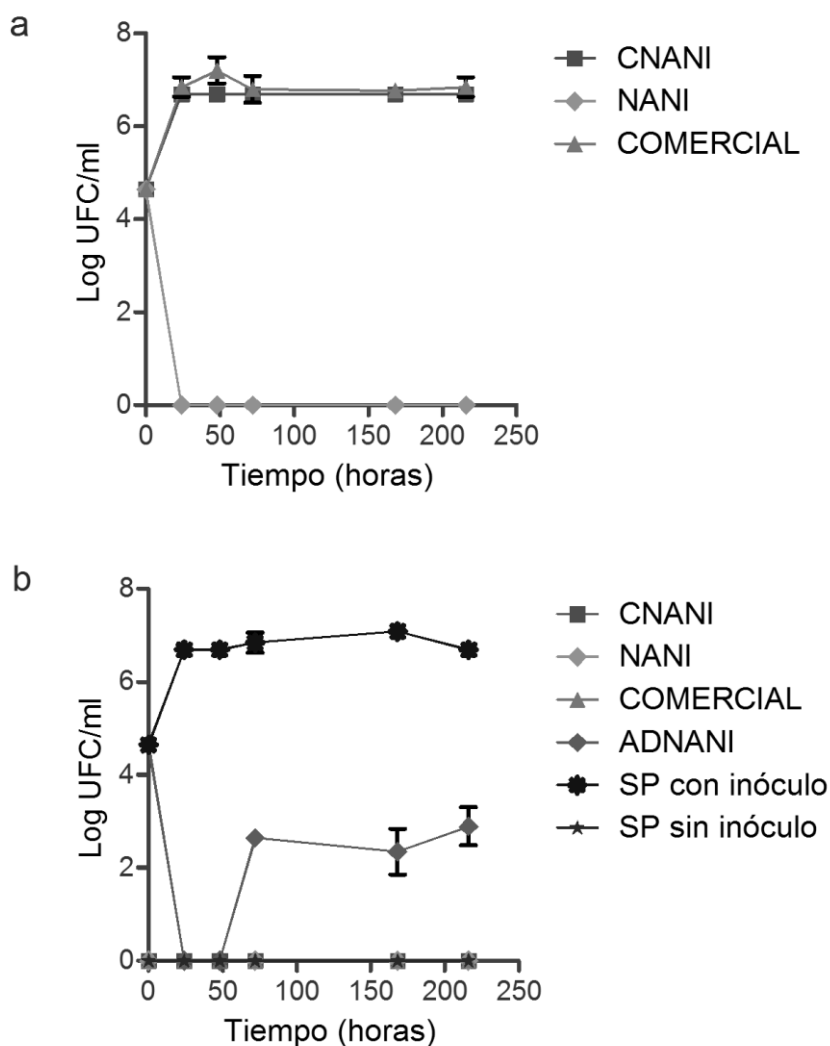 a
8
6
4
2
0
Log UFC/ml
0 50 100 150 200 250
Tiempo (horas)
CNANI
NANI
COMERCIAL
b
8
6
4
2
0
Log UFC/ml
0 50 100 150 200 250
Tiempo (horas)
CNANI
NANI
COMERCIAL
ADNANI
SP con inóculo
SP sin inóculo